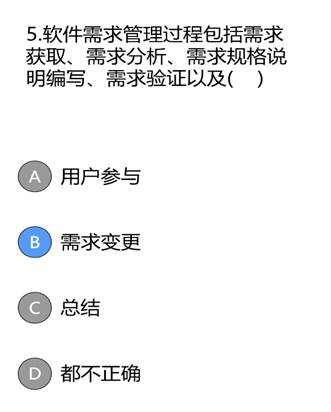 5.软件需求管理过程包括需求
获取、需求分析、需求规格说
明编写、需求验证以及(    )
A 用户参与
B 需求变更
C 总结
D 都不正确